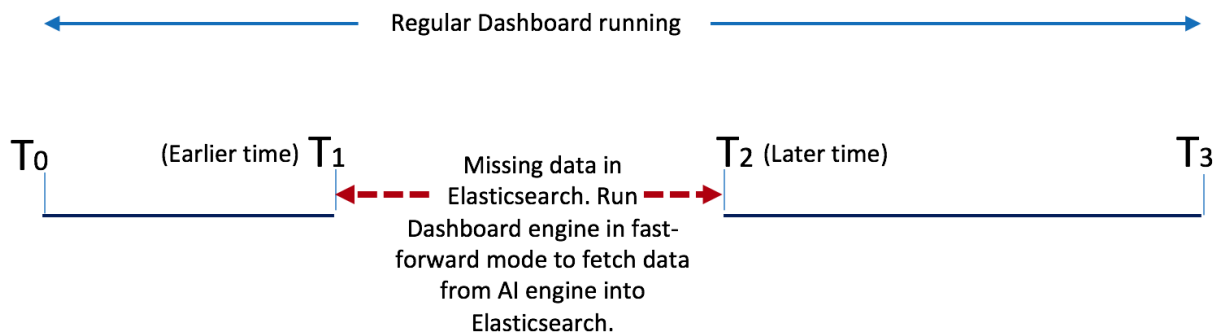 Regular Dashboard running
T0
(Earlier time) T1
Missing data in
Elasticsearch. Run
Dashboard engine in fast-
forward mode to fetch data
from AI engine into
Elasticsearch.
T2 (Later time)
T3